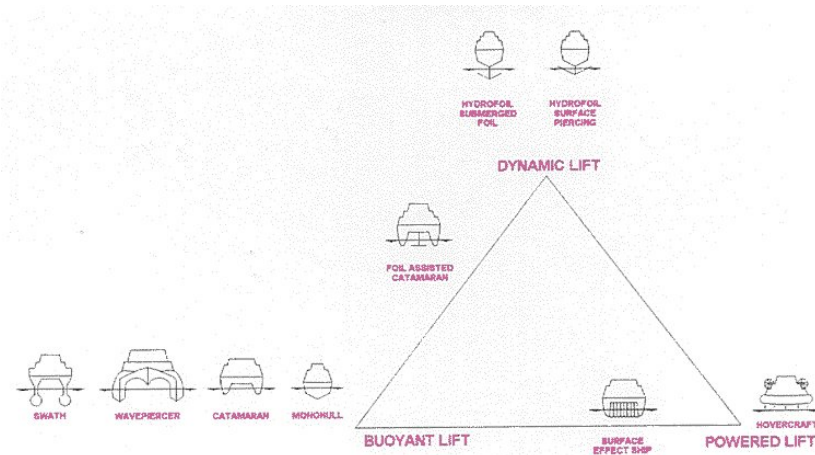 HYDROFOIL
SUBMERGED
FOIL
HYDROFOIL
SURFACE
PIERCING
DYNAMIC LIFT
FOIL ASSISTED
CATAMARAN
SWATH
WAVEPIERCER
CATAMARAN
MONOHULL
BUOYANT LIFT
SURFACE
EFFECT SHIP
HOVERCRAFT
POWERED LIFT